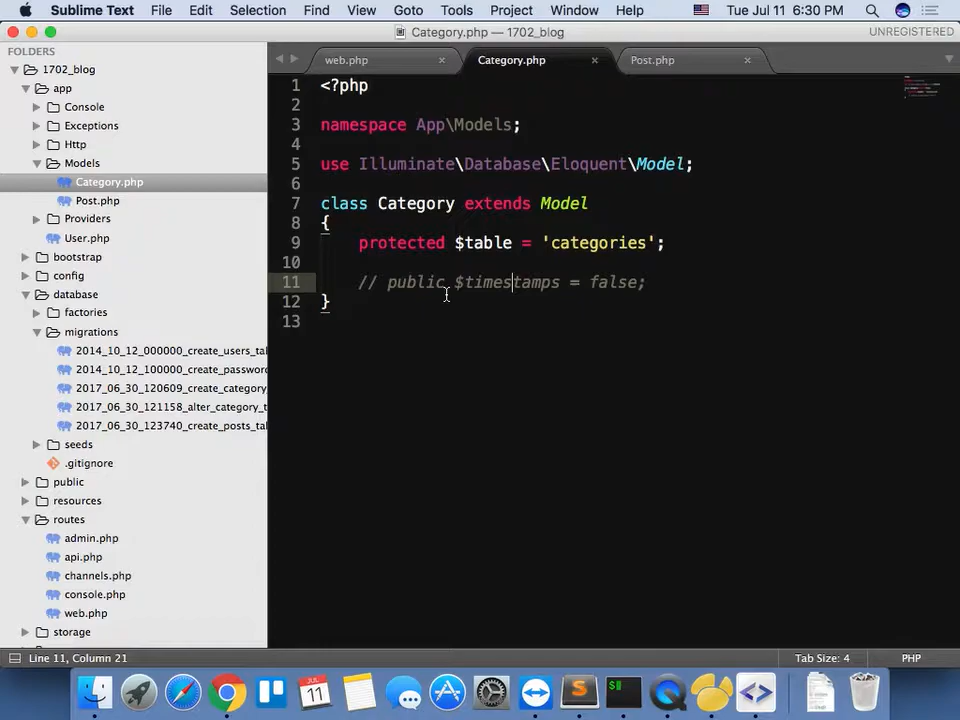 Sublime Text File Edit Selection Find View Goto Tools Project Window Help Tue Jul 11 6:30 PM
Category.php — 1702_blog UNREGISTERED
FOLDERS
1702_blog
app
Console
Exceptions
Http
Models
Category.php
Post.php
Providers
User.php
bootstrap
config
database
factories
migrations
2014_10_12_000000_create_users_ta
2014_10_12_100000_create_password
2017_06_30_120609_create_category_
2017_06_30_121158_alter_category_t
2017_06_30_123740_create_posts_tal
seeds
.gitignore
public
resources
routes
admin.php
api.php
channels.php
console.php
web.php
storage
web.php × Category.php × Post.php ×
1 <?php
2
3 namespace App\Models;
4
5 use Illuminate\Database\Eloquent\Model;
6
7 class Category extends Model
8 {
9 protected $table = 'categories';
10
11 // public $timestamps = false;
12 }
13
Line 11, Column 21 Tab Size: 4 PHP
JUL
11
$